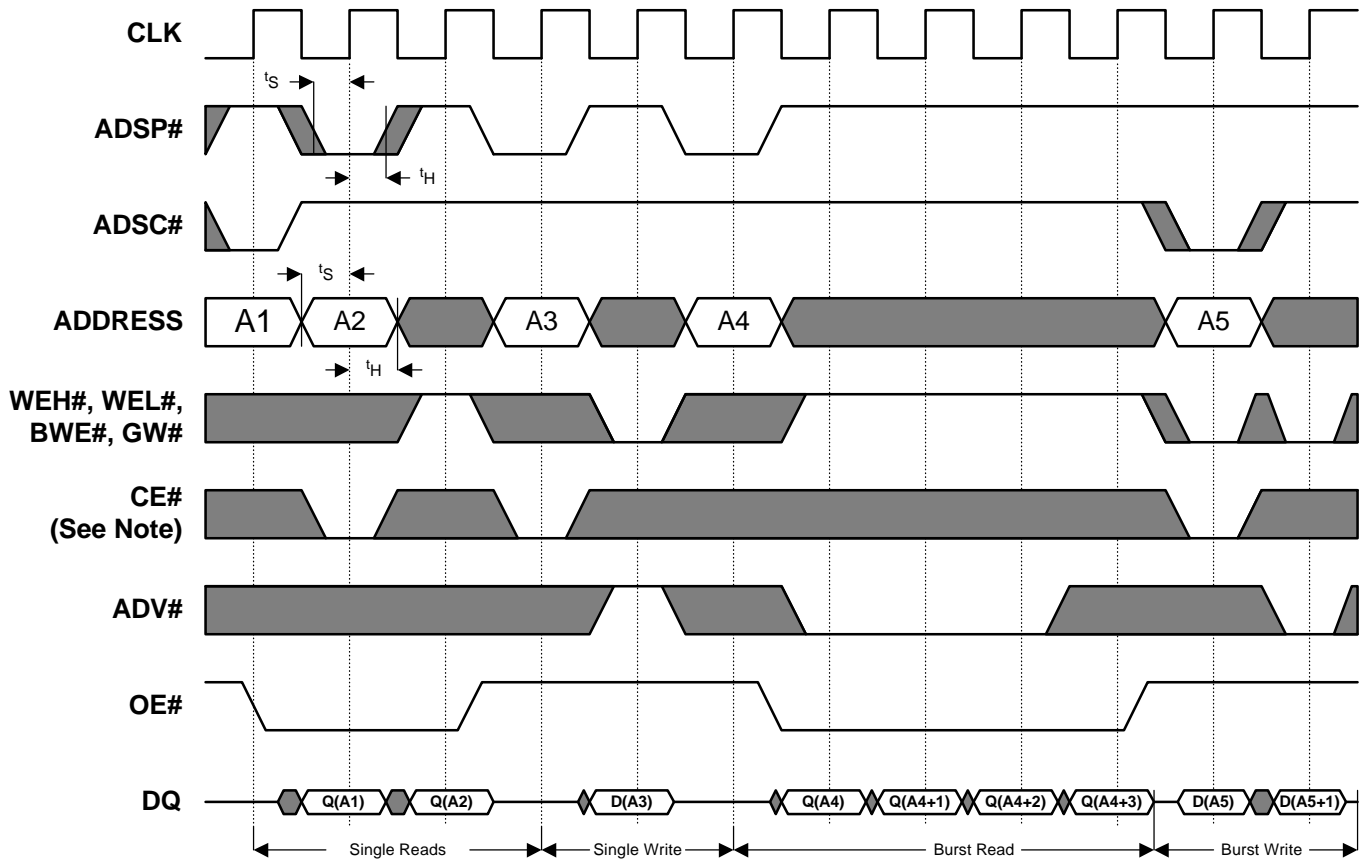 CLK
tS
ADSP#
tH
ADSC#
tS
ADDRESS
A1
A2
A3
A4
A5
tH
WEH#, WEL#,
BWE#, GW#
CE#
(See Note)
ADV#
OE#
DQ
Q(A1)
Q(A2)
D(A3)
Q(A4)
Q(A4+1)
Q(A4+2)
Q(A4+3)
D(A5)
D(A5+1)
Single Reads
Single Write
Burst Read
Burst Write